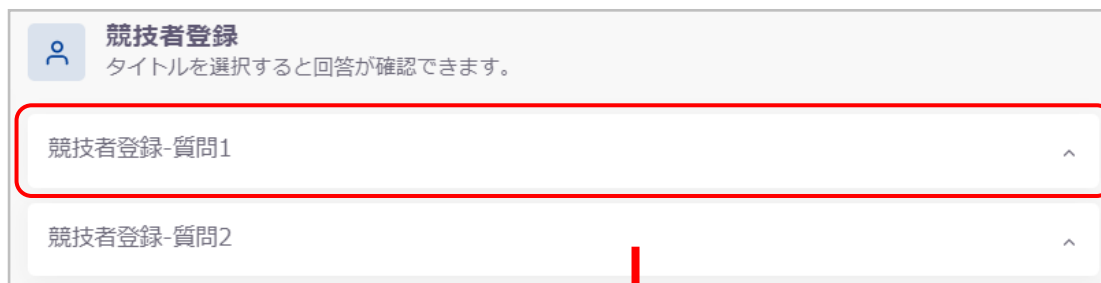 競技者登録
タイトルを選択すると回答が確認できます。
競技者登録-質問1
競技者登録-質問2